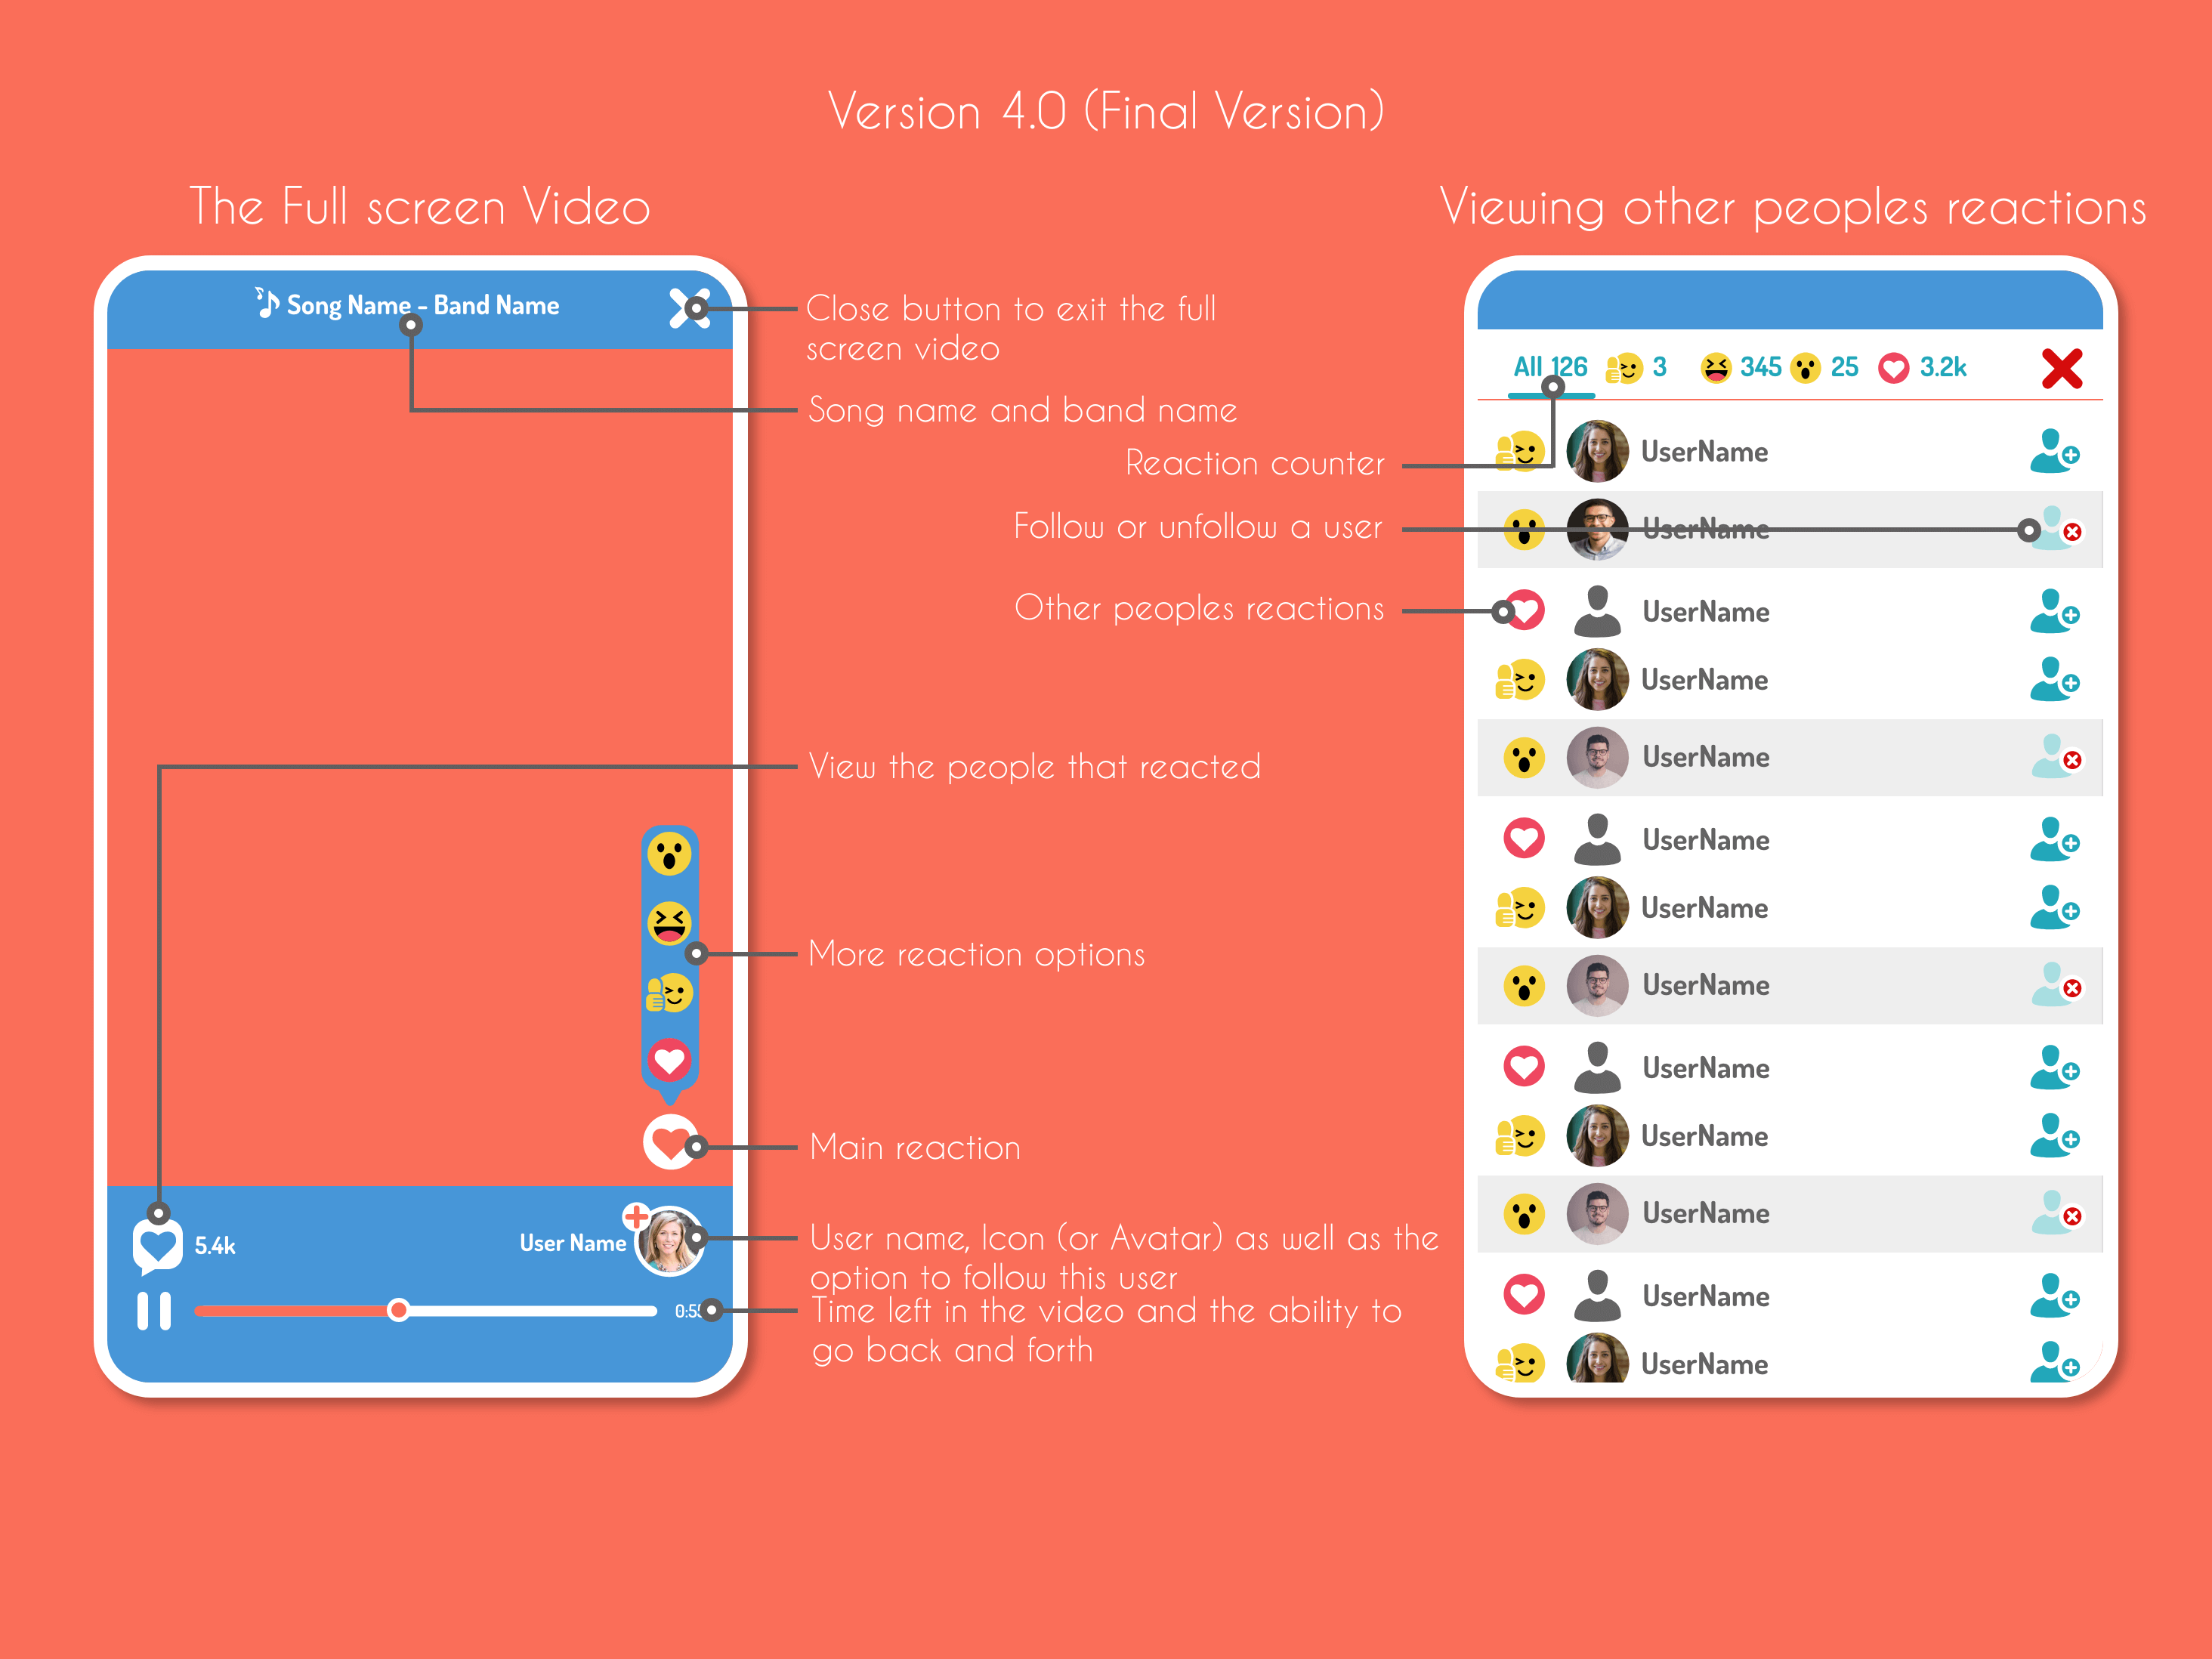 Version 4.0 (Final Version)
The Full screen Video
Viewing other peoples reactions
Song Name - Band Name
Close button to exit the full
screen video
Song name and band name
View the people that reacted
More reaction options
Main reaction
5.4k
User Name
User name, Icon (or Avatar) as well as the
option to follow this user
Time left in the video and the ability to
go back and forth
Reaction counter
Follow or unfollow a user
Other peoples reactions
All 126 3 345 25 3.2k
UserName
UserName
UserName
UserName
UserName
UserName
UserName
UserName
UserName
UserName
UserName
UserName
UserName